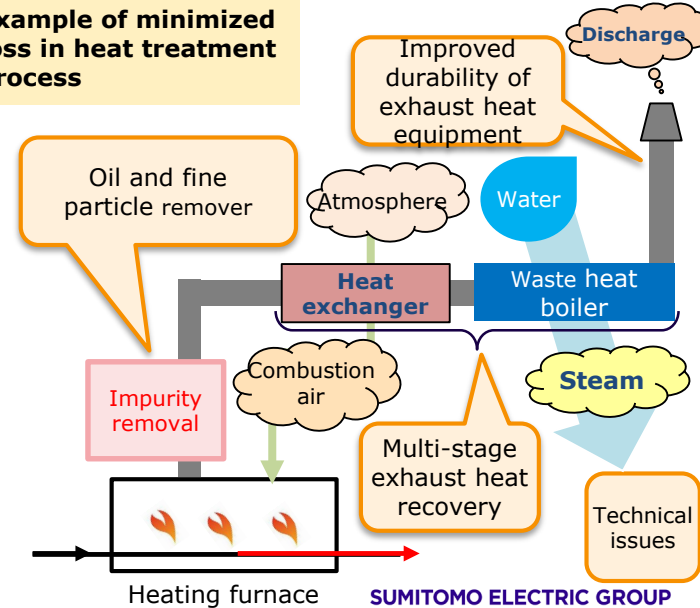 xample of minimized
oss in heat treatment
rocess
Discharge
Improved
durability of
exhaust heat
equipment
Oil and fine
particle remover
Atmosphere
Water
Heat
exchanger
Waste heat
boiler
Impurity
removal
Combustion
air
Steam
Multi-stage
exhaust heat
recovery
Technical
issues
Heating furnace
SUMITOMO ELECTRIC GROUP